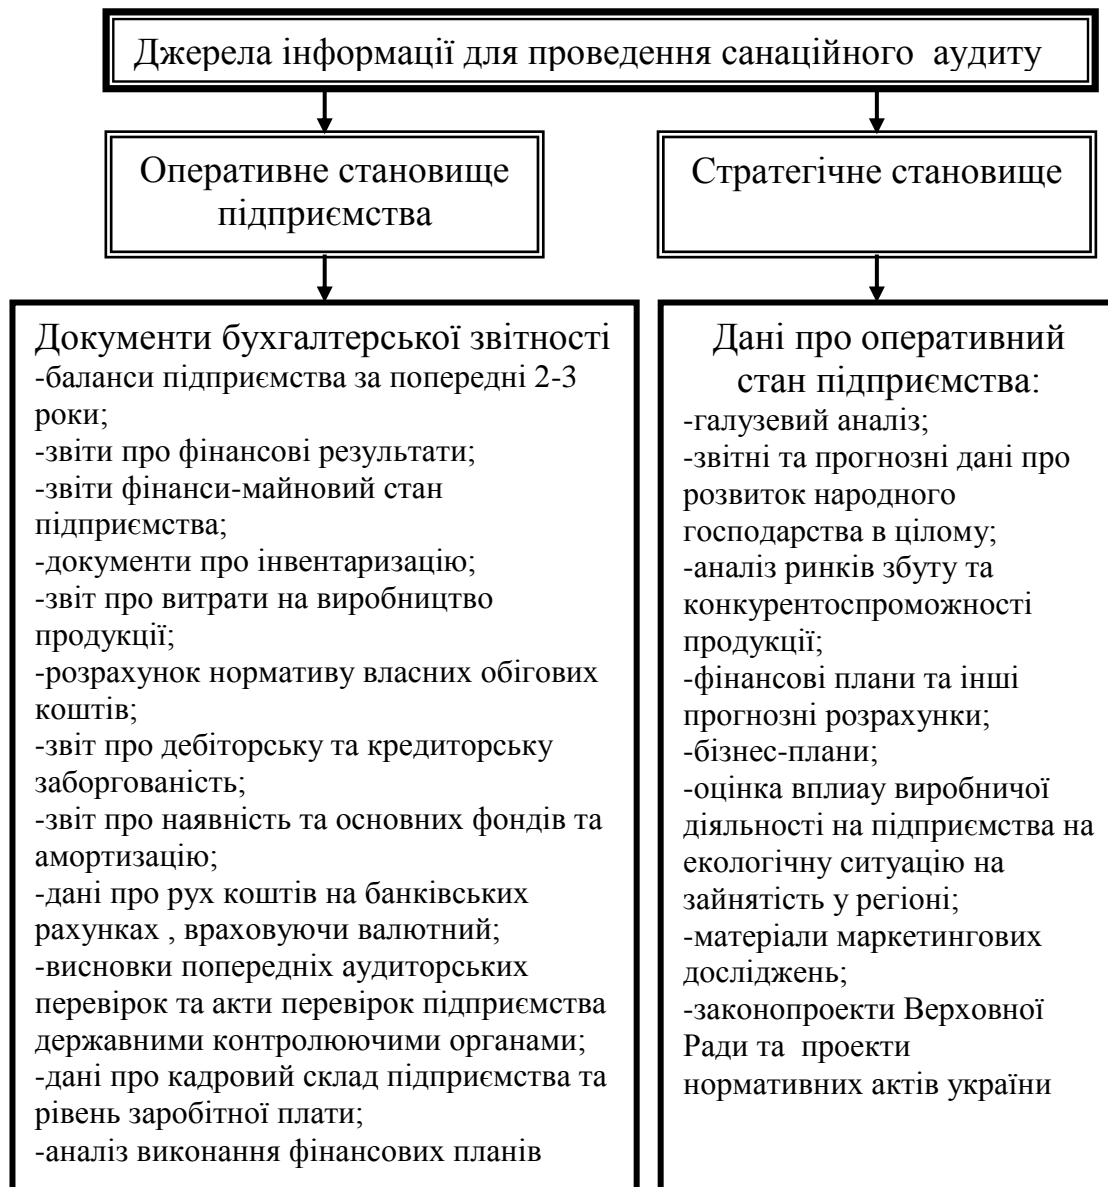 Джерела інформації для проведення санаційного аудиту
Оперативне становище
підприємства
Стратегічне становище
Документи бухгалтерської звітності
-баланси підприємства за попередні 2-3
роки;
-звіти про фінансові результати;
-звіти фінанси-майновий стан
підприємства;
-документи про інвентаризацію;
-звіт про витрати на виробництво
продукції;
-розрахунок нормативу власних обігових
коштів;
-звіт про дебіторську та кредиторську
заборгованість;
-звіт про наявність та основних фондів та
амортизацію;
-дані про рух коштів на банківських
рахунках , враховуючи валютний;
-висновки попередніх аудиторських
перевірок та акти перевірок підприємства
державними контролюючими органами;
-дані про кадровий склад підприємства та
рівень заробітної плати;
-аналіз виконання фінансових планів
Дані про оперативний
стан підприємства:
-галузевий аналіз;
-звітні та прогнозні дані про
розвиток народного
господарства в цілому;
-аналіз ринків збуту та
конкурентоспроможності
продукції;
-фінансові плани та інші
прогнозні розрахунки;
-бізнес-плани;
-оцінка вплиау виробничої
діяльності на підприємства на
екологічну ситуацію на
зайнятість у регіоні;
-матеріали маркетингових
досліджень;
-законопроекти Верховної
Ради та проекти
нормативних актів україни